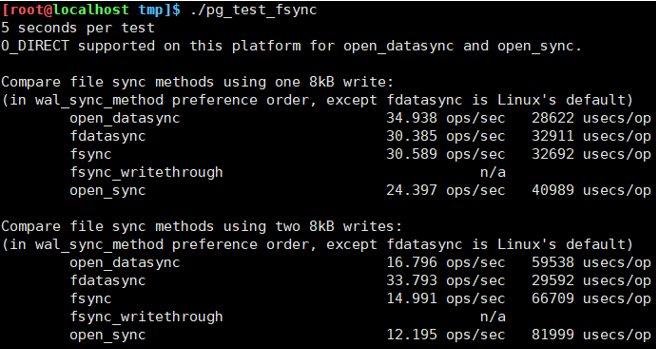 [root@localhost tmp]$ ./pg_test_fsync
5 seconds per test
O_DIRECT supported on this platform for open_datasync and open_sync.

Compare file sync methods using one 8kB write:
(in wal_sync_method preference order, except fdatasync is Linux's default)
        open_datasync                        34.938 ops/sec   28622 usecs/op
        fdatasync                            30.385 ops/sec   32911 usecs/op
        fsync                                30.589 ops/sec   32692 usecs/op
        fsync_writethrough                              n/a
        open_sync                            24.397 ops/sec   40989 usecs/op

Compare file sync methods using two 8kB writes:
(in wal_sync_method preference order, except fdatasync is Linux's default)
        open_datasync                        16.796 ops/sec   59538 usecs/op
        fdatasync                            33.793 ops/sec   29592 usecs/op
        fsync                                14.991 ops/sec   66709 usecs/op
        fsync_writethrough                              n/a
        open_sync                            12.195 ops/sec   81999 usecs/op